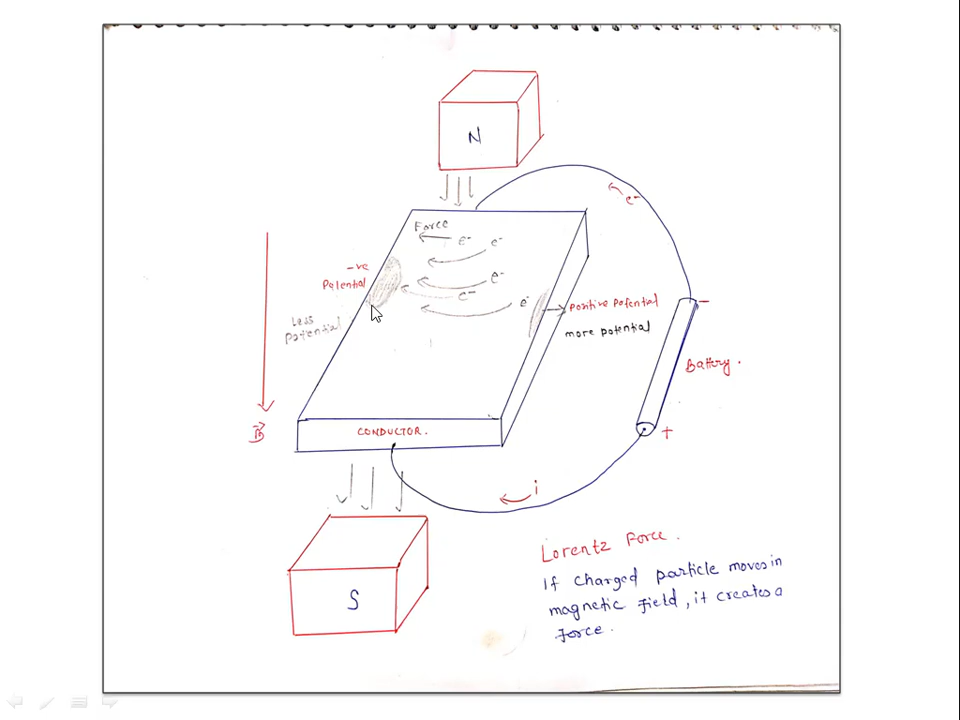 N
e⁻
Force
e⁻
e⁻
-ve
Potential
e⁻
e⁻
e⁻
Positive Potential
more potential
Less
potential
-
Battery.
+
B⃗
CONDUCTOR.
i
S
Lorentz Force.
If charged particle moves in
magnetic field, it creates a
force.